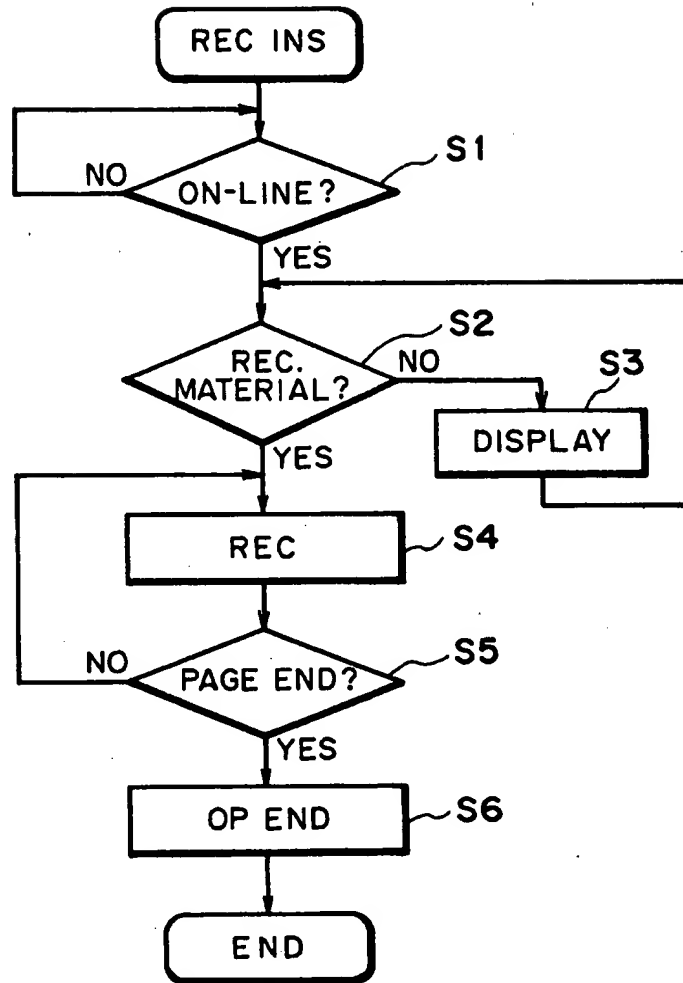 REC INS
S1
NO
ON-LINE?
YES
S2
REC.
MATERIAL?
NO
S3
DISPLAY
YES
REC
S4
NO
PAGE END?
S5
YES
OP END
S6
END